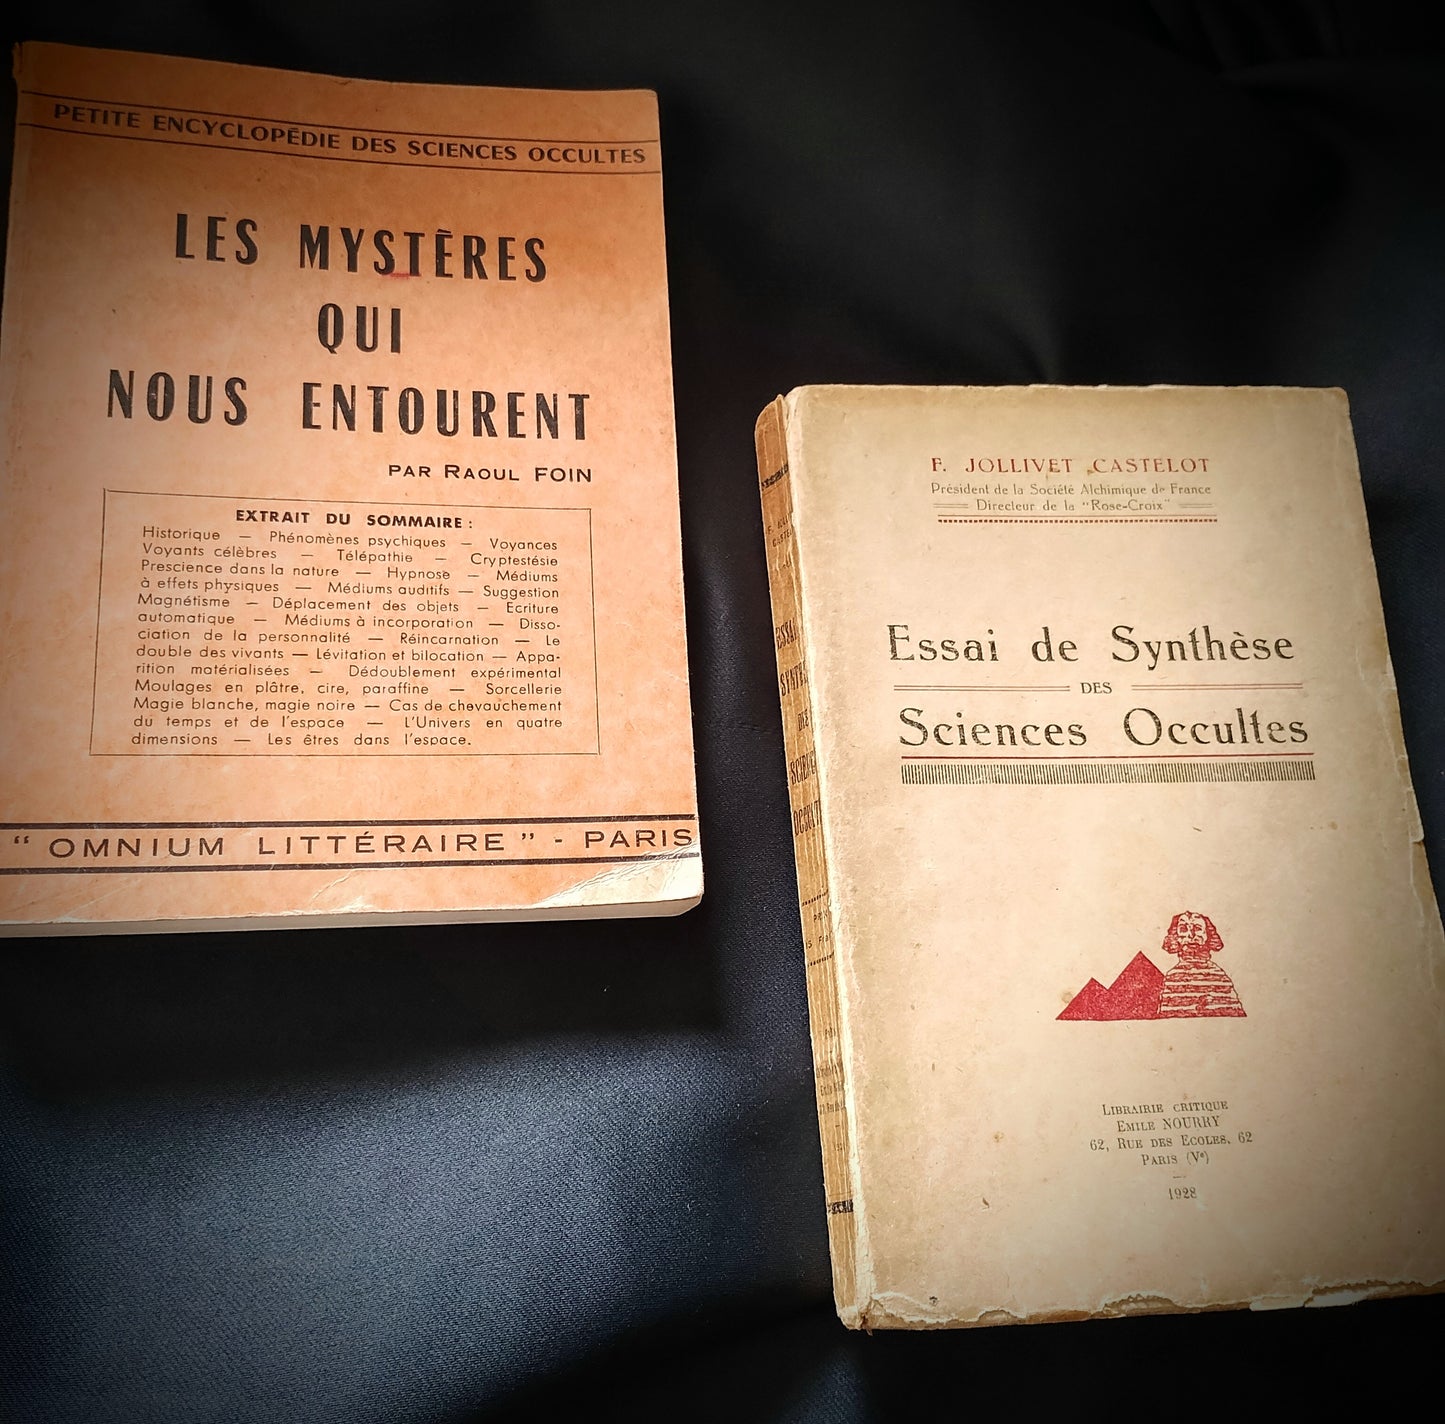 PETITE ENCYCLOPĒDIE DES SCIENCES OCCULTES
LES MYSTĒRES
QUI
NOUS ENTOURENT
PAR RAOUL FOIN
EXTRAIT DU SOMMAIRE :
Historique — Phénomènes psychiques — Voyances
Voyants célèbres — Télépathie — Cryptestésie
Prescience dans la nature — Hypnose — Médiums
à effets physiques — Médiums auditifs — Suggestion
Magnétisme — Déplacement des objets — Ecriture
automatique — Médiums à incorporation — Disso-
ciation de la personnalité — Réincarnation — Le
double des vivants — Lévitation et bilocation — Appa-
rition matérialisées — Dédoublement expérimental
Moulages en plâtre, cire, paraffine — Sorcellerie
Magie blanche, magie noire — Cas de chevauchement
du temps et de l'espace — L'Univers en quatre
dimensions — Les êtres dans l'espace.
" OMNIUM LITTÉRAIRE " - PARIS
F. JOLLIVET CASTELOT
Président de la Société Alchimique de France
Directeur de la "Rose-Croix"
Essai de Synthèse
DES
Sciences Occultes
LIBRAIRIE CRITIQUE
EMILE NOURRY
62, RUE DES ECOLES, 62
PARIS (Ve)
1928